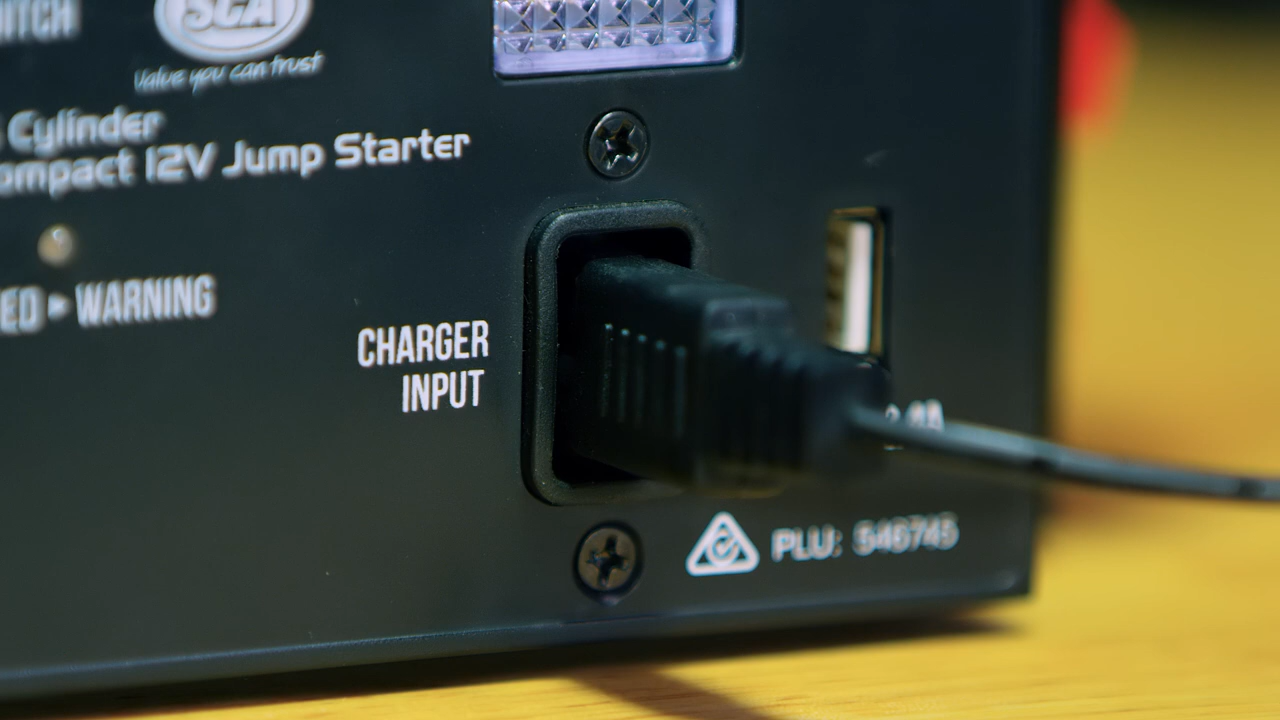 SCA
Value you can trust
Cylinder
ompact 12V Jump Starter
ED ▸ WARNING
CHARGER
INPUT
PLU: 546745